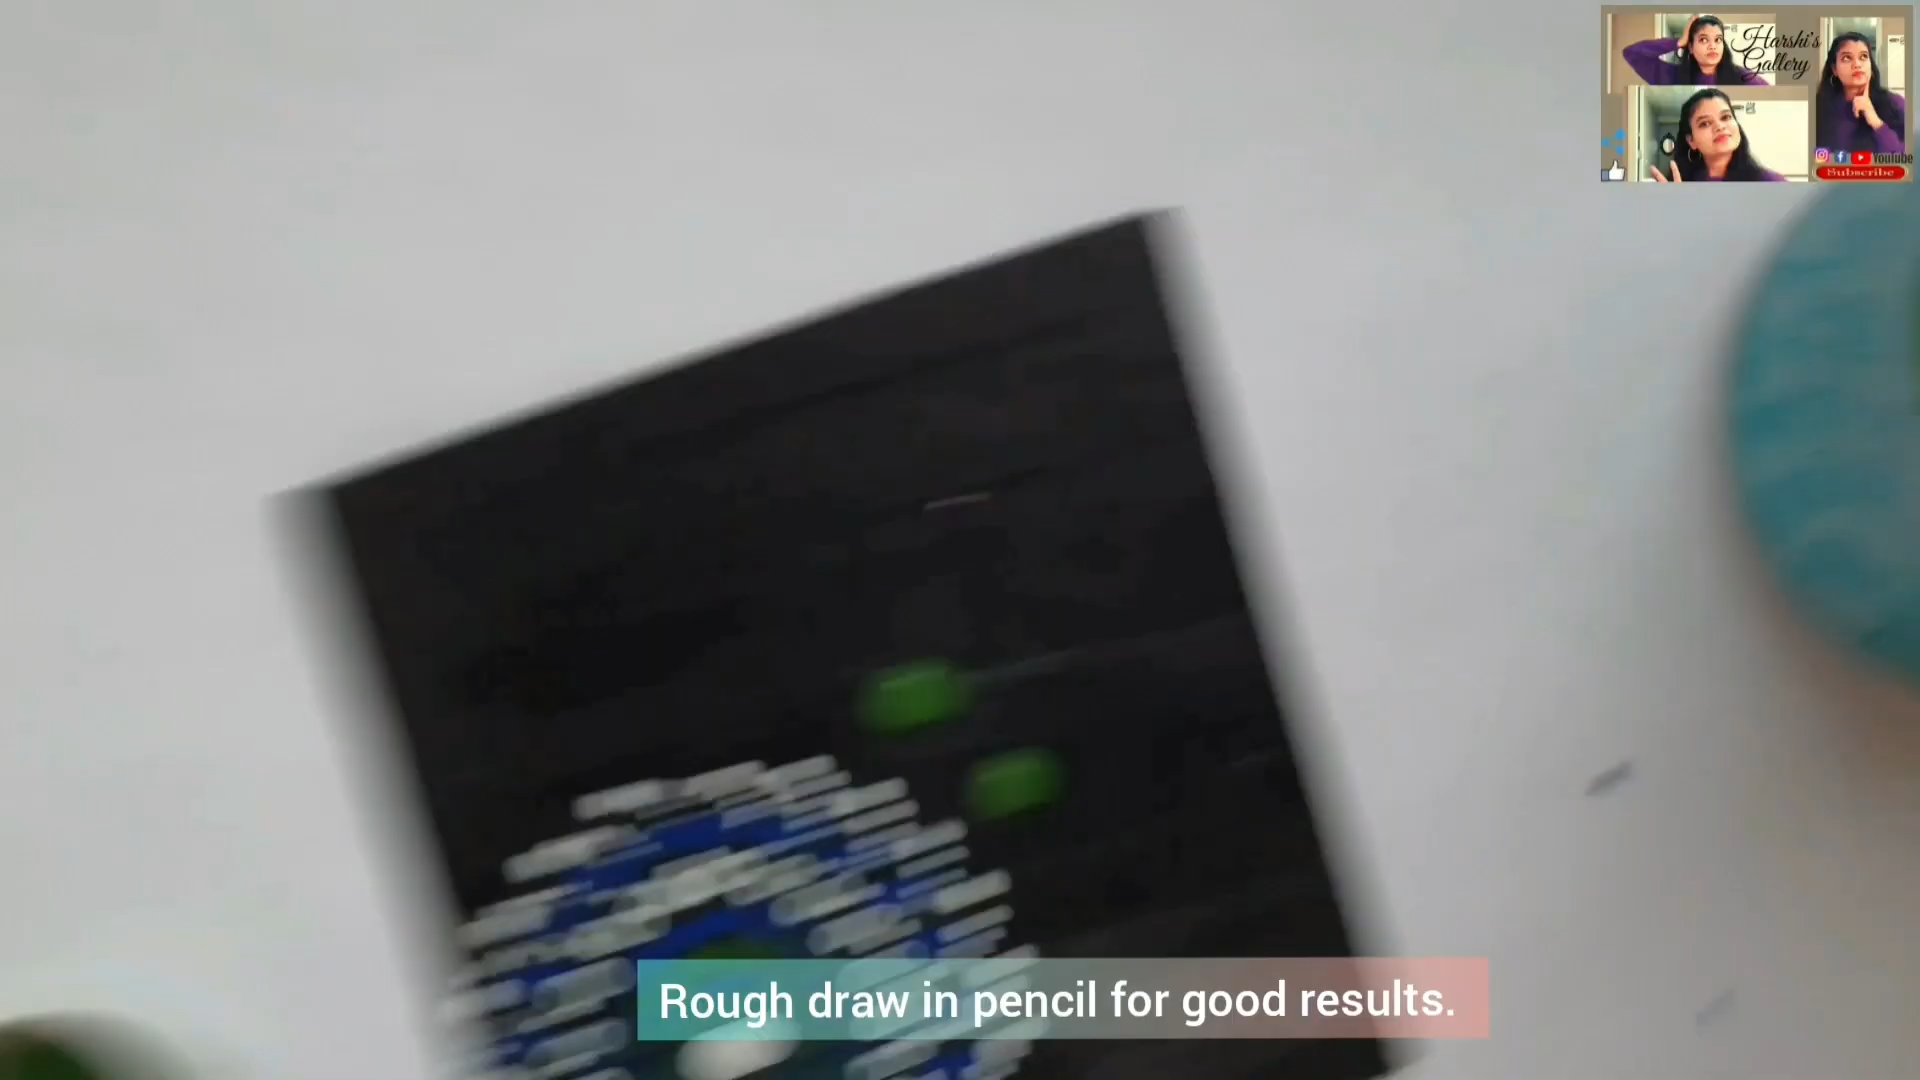 Harshi's
Gallery
YouTube
Subscribe
Rough draw in pencil for good results.